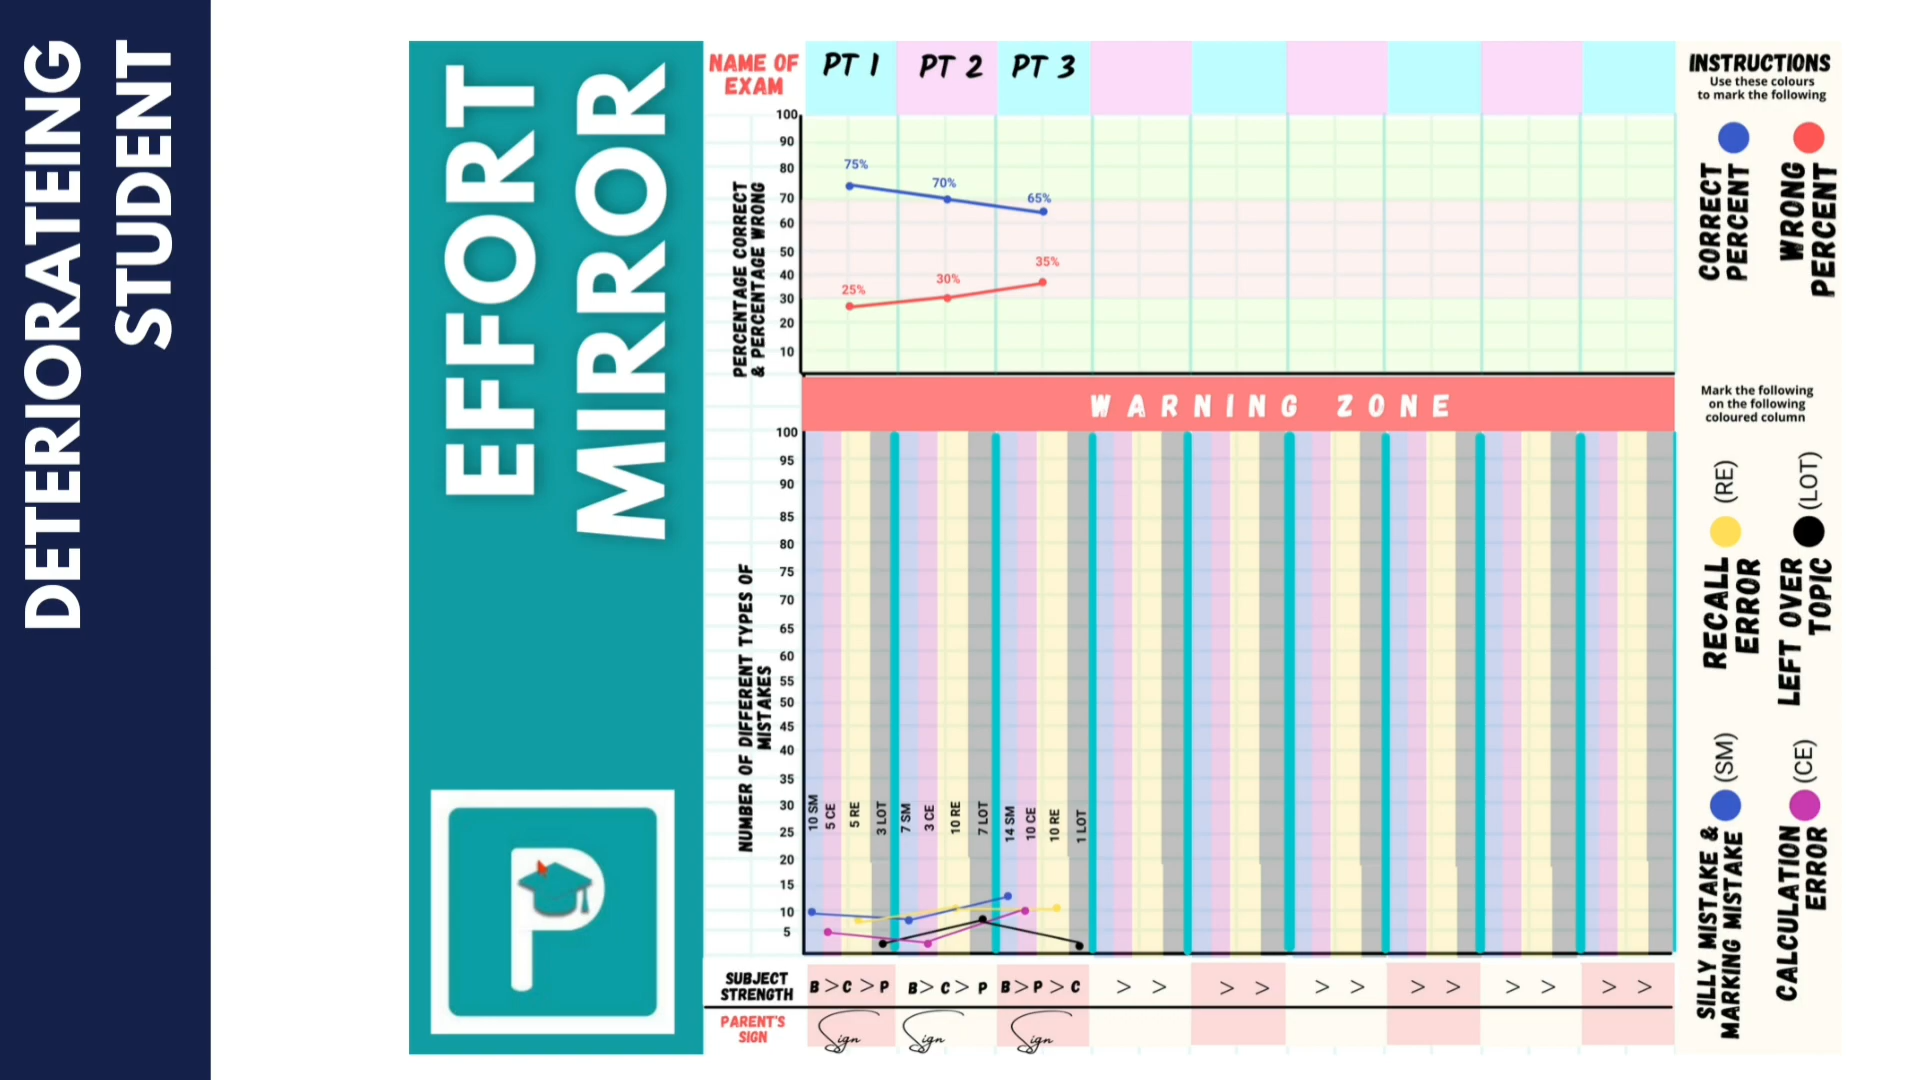 DETERIORATEING
STUDENT
EFFORT
MIRROR
NAME OF
EXAM
PT 1
PT 2
PT 3
100
90
80
70
60
50
40
30
20
10
PERCENTAGE CORRECT
& PERCENTAGE WRONG
75%
70%
65%
25%
30%
35%
WARNING ZONE
100
95
90
85
80
75
70
65
60
55
50
45
40
35
30
25
20
15
10
5
NUMBER OF DIFFERENT TYPES OF
MISTAKES
10 SM
5 CE
5 RE
3 LOT
7 SM
3 CE
10 RE
7 LOT
14 SM
10 CE
10 RE
1 LOT
SUBJECT
STRENGTH
B > C > P
B > C > P
B > P > C
> >
> >
> >
> >
> >
> >
PARENT'S
SIGN
Sign
Sign
Sign
P
INSTRUCTIONS
Use these colours
to mark the following
CORRECT
PERCENT
WRONG
PERCENT
Mark the following
on the following
coloured column
RECALL
ERROR
(RE)
LEFT OVER
TOPIC
(LOT)
SILLY MISTAKE &
MARKING MISTAKE
(SM)
CALCULATION
ERROR
(CE)